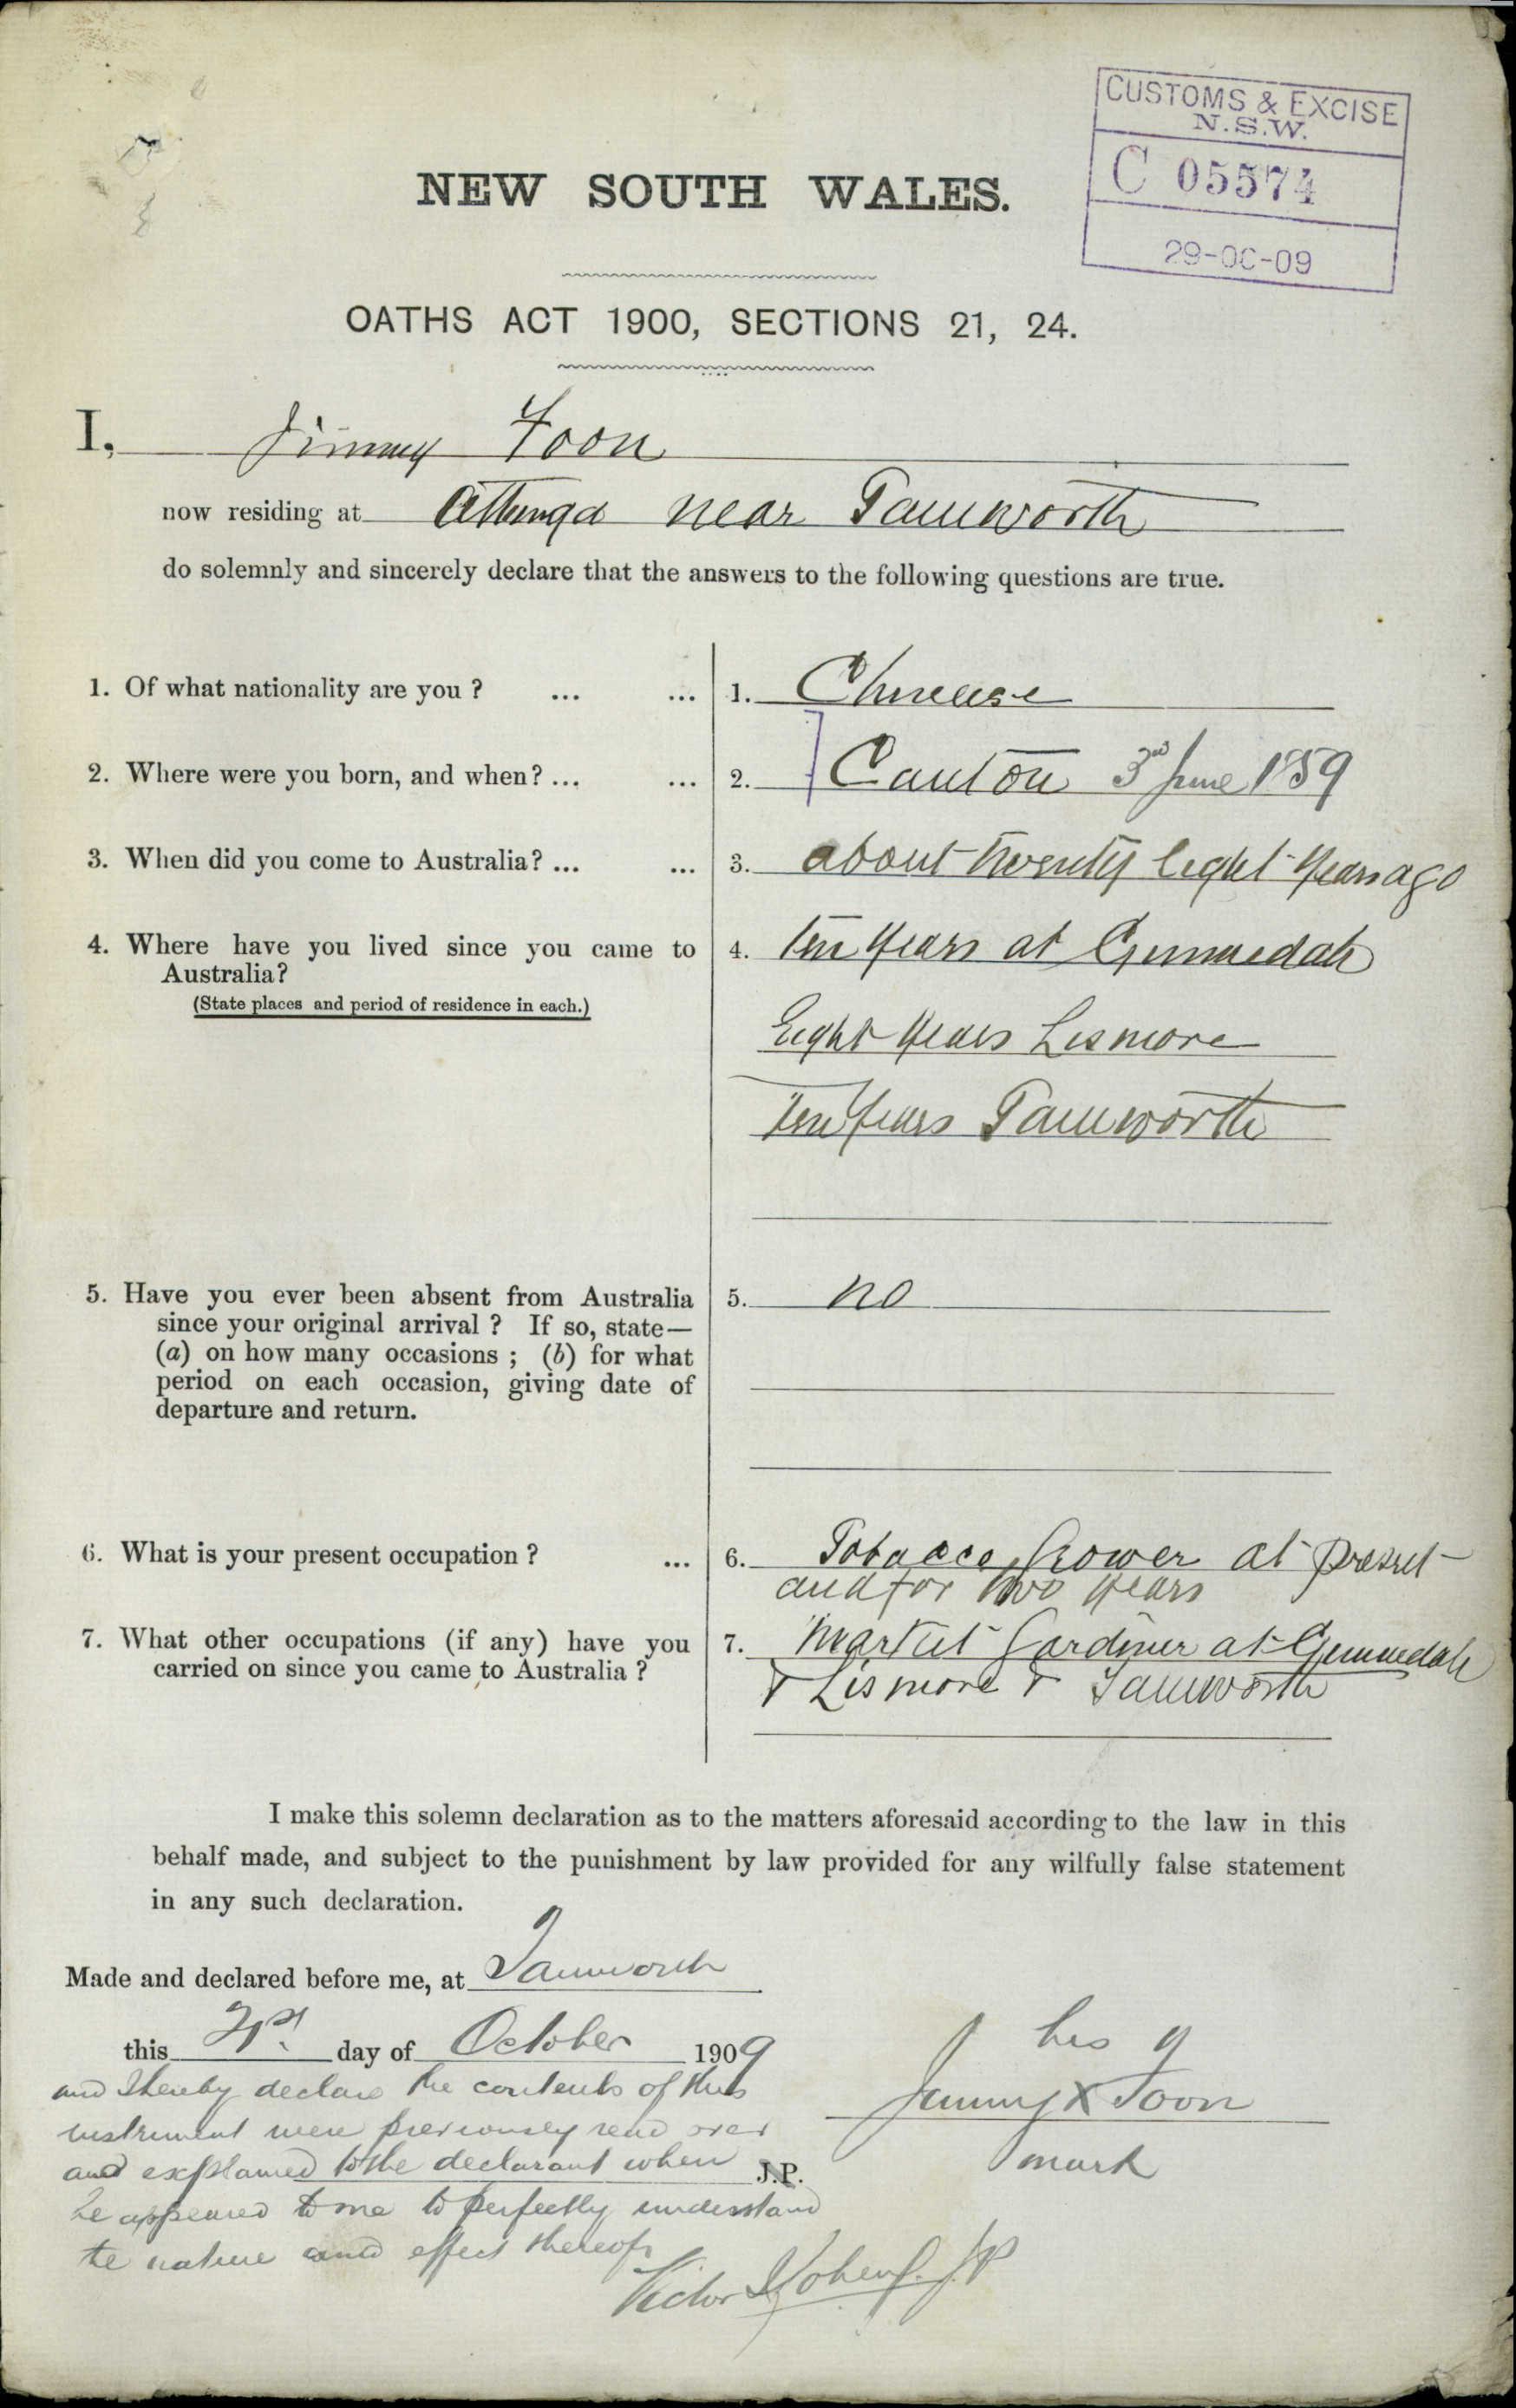 CUSTOMS & EXCISE
N.S.W.
C 05574
29-OC-09
NEW SOUTH WALES.
OATHS ACT 1900, SECTIONS 21, 24.
I, Jimmy Foon
now residing at Attunga near Tamworth
do solemnly and sincerely declare that the answers to the following questions are true.
1. Of what nationality are you ? ... ... 1. Chinese
2. Where were you born, and when? ... ... 2. Canton 3rd June 1859
3. When did you come to Australia? ... ... 3. about twenty eight years ago
4. Where have you lived since you came to 4. ten years at Gunnedah
Australia?
(State places and period of residence in each.)
Eight years Lismore
Ten years Tamworth
5. Have you ever been absent from Australia 5. no
since your original arrival ? If so, state—
(a) on how many occasions ; (b) for what
period on each occasion, giving date of
departure and return.
6. What is your present occupation ? ... 6. Tobacco Grower at present
and for two years
7. What other occupations (if any) have you 7. Market Gardiner at Gunnedah
carried on since you came to Australia ? & Lismore & Tamworth
I make this solemn declaration as to the matters aforesaid according to the law in this
behalf made, and subject to the punishment by law provided for any wilfully false statement
in any such declaration.
Made and declared before me, at Tamworth
this 21st day of October 1909
and I hereby declare the contents of this
instrument were previously read over
and explained to the declarant when J.P.
he appeared to me to perfectly understand
the nature and effect thereof
his
Jimmy X Foon
mark
Victor J Cohen J.P